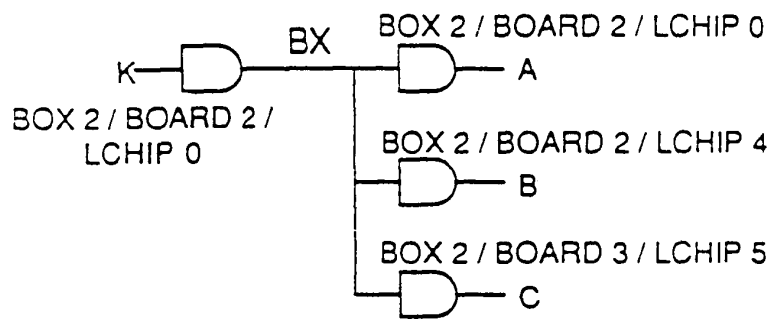 BOX 2 / BOARD 2 / LCHIP 0
BX
K
A
BOX 2 / BOARD 2 /
LCHIP 0
BOX 2 / BOARD 2 / LCHIP 4
B
BOX 2 / BOARD 3 / LCHIP 5
C